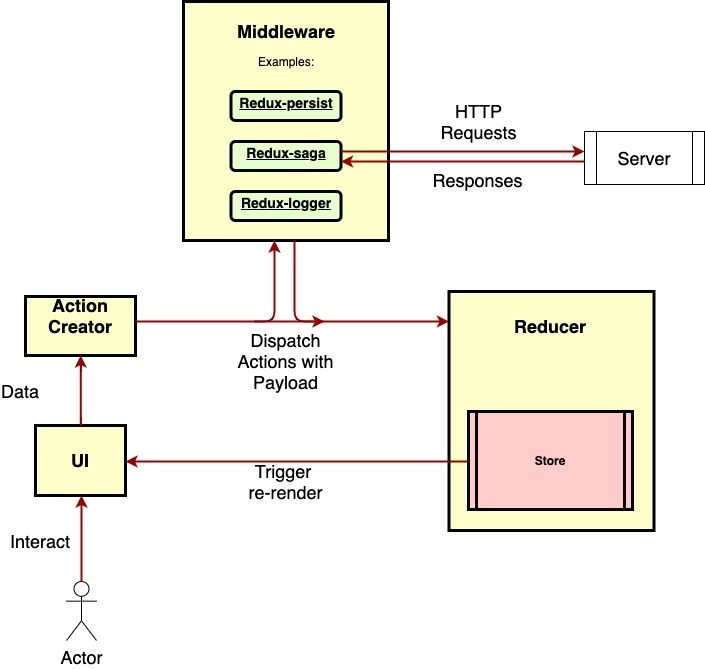 Middleware
Examples:
Redux-persist
Redux-saga
Redux-logger
HTTP
Requests
Responses
Server
Action
Creator
Dispatch
Actions with
Payload
Reducer
Data
UI
Trigger
re-render
Store
Interact
Actor